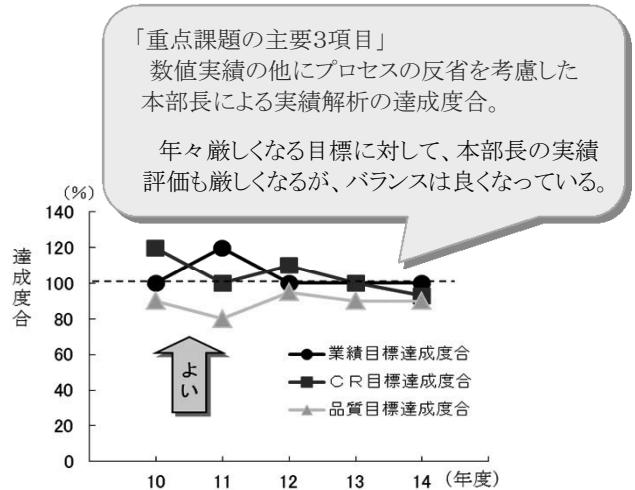 「重点課題の主要3項目」
数値実績の他にプロセスの反省を考慮した
本部長による実績解析の達成度合。
年々厳しくなる目標に対して、本部長の実績
評価も厳しくなるが、バランスは良くなっている。
(%)
140
120
100
80
60
40
20
0
達成度合
よい
業績目標達成度合
CR目標達成度合
品質目標達成度合
10 11 12 13 14 (年度)